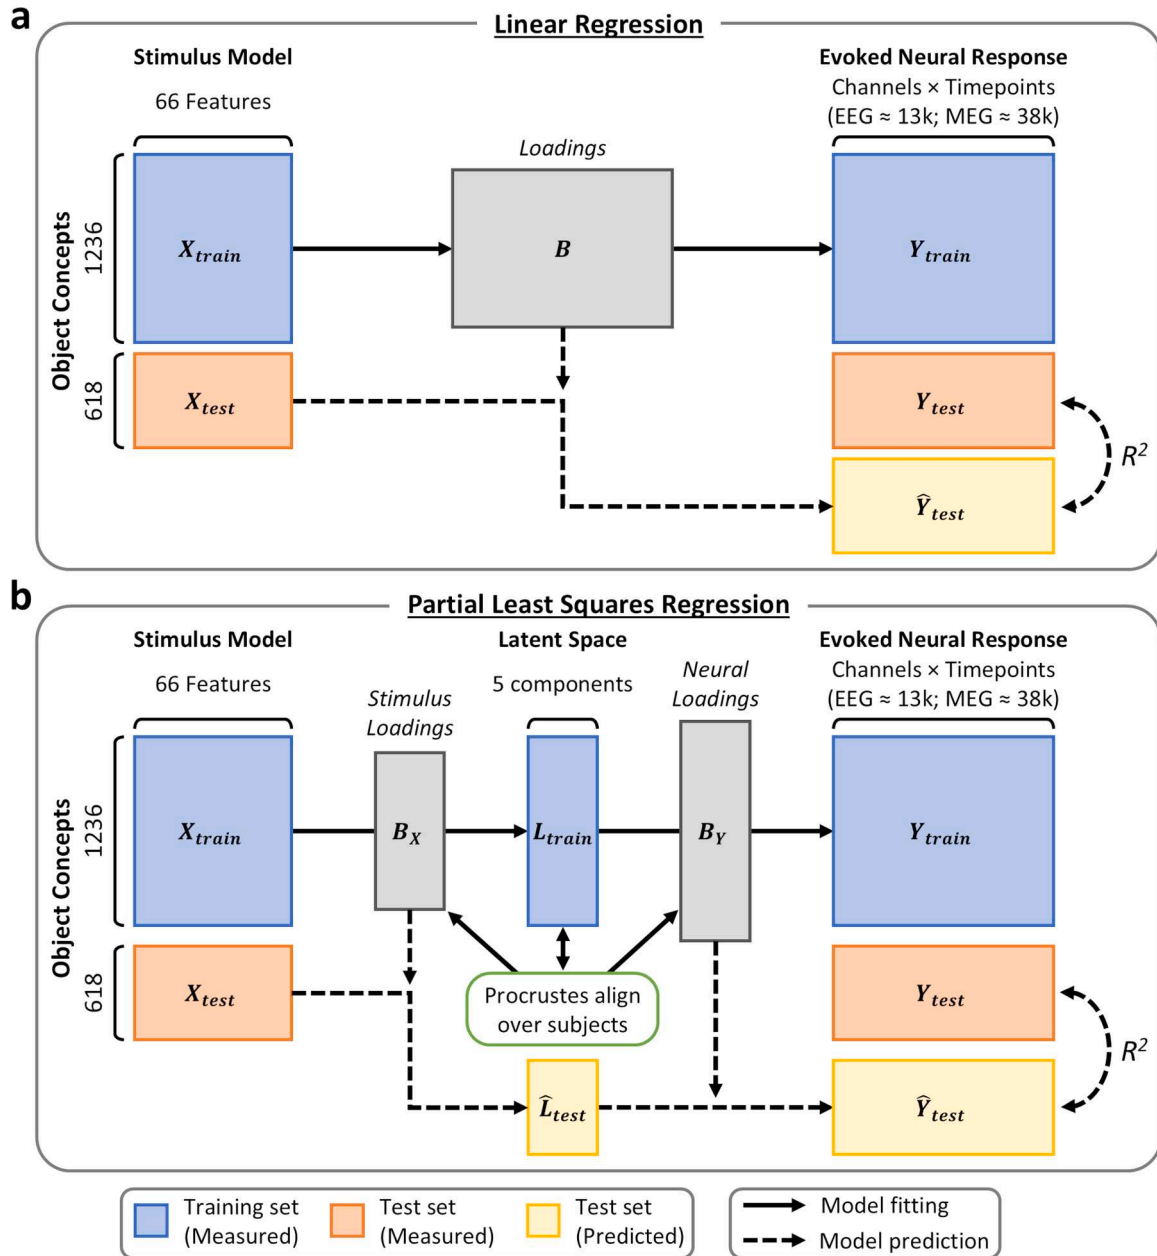 a
Linear Regression
Stimulus Model
Evoked Neural Response
66 Features
Channels × Timepoints
(EEG ≈ 13k; MEG ≈ 38k)
Loadings
Object Concepts
1236
618
X_train
B
Y_train
X_test
Y_test
R²
Ŷ_test
b
Partial Least Squares Regression
Stimulus Model
Latent Space
Evoked Neural Response
66 Features
5 components
Channels × Timepoints
(EEG ≈ 13k; MEG ≈ 38k)
Stimulus
Loadings
Neural
Loadings
Object Concepts
1236
618
X_train
B_X
L_train
B_Y
Y_train
X_test
Procrustes align
over subjects
Y_test
R²
L̂_test
Ŷ_test
Training set
(Measured)
Test set
(Measured)
Test set
(Predicted)
Model fitting
Model prediction